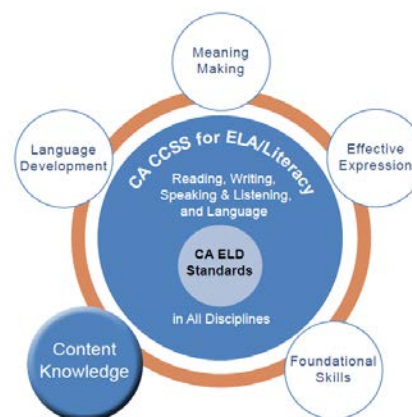 Meaning
Making
Language
Development
Effective
Expression
CA CCSS for ELA/Literacy
Reading, Writing,
Speaking & Listening,
and Language
CA ELD
Standards
in All Disciplines
Content
Knowledge
Foundational
Skills